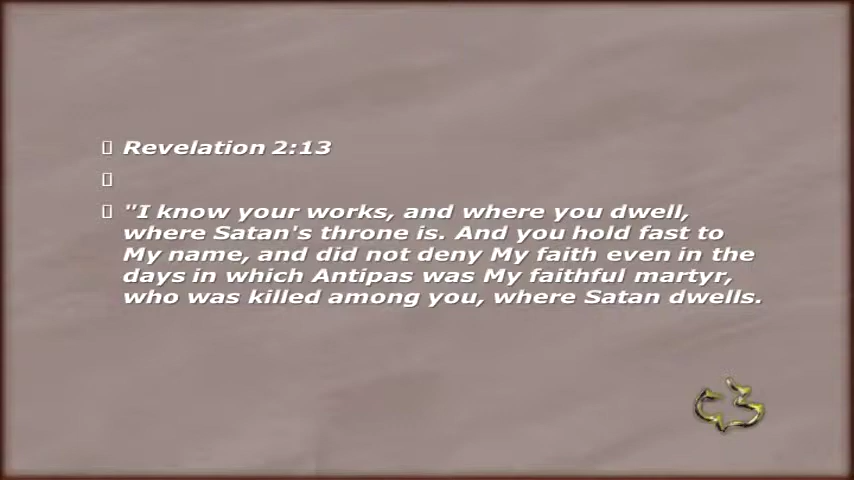 Revelation 2:13
"I know your works, and where you dwell,
where Satan's throne is. And you hold fast to
My name, and did not deny My faith even in the
days in which Antipas was My faithful martyr,
who was killed among you, where Satan dwells.